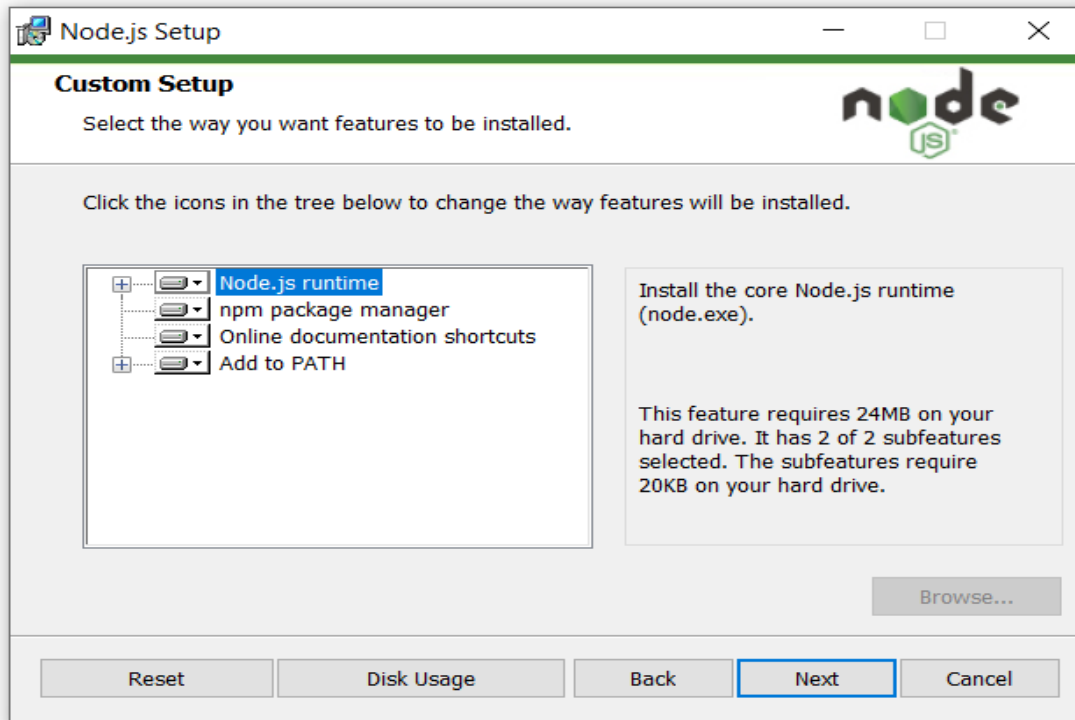 Node.js Setup
Custom Setup
Select the way you want features to be installed.
node
JS
Click the icons in the tree below to change the way features will be installed.
Node.js runtime
npm package manager
Online documentation shortcuts
Add to PATH
Install the core Node.js runtime
(node.exe).
This feature requires 24MB on your
hard drive. It has 2 of 2 subfeatures
selected. The subfeatures require
20KB on your hard drive.
Browse...
Reset
Disk Usage
Back
Next
Cancel